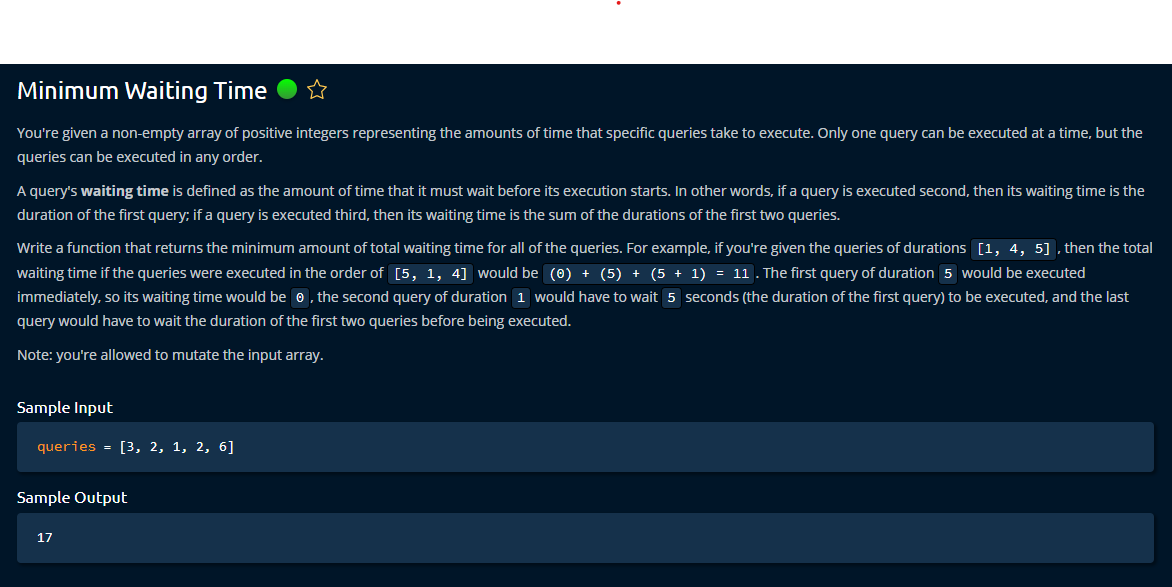 Minimum Waiting Time
You're given a non-empty array of positive integers representing the amounts of time that specific queries take to execute. Only one query can be executed at a time, but the
queries can be executed in any order.
A query's waiting time is defined as the amount of time that it must wait before its execution starts. In other words, if a query is executed second, then its waiting time is the
duration of the first query; if a query is executed third, then its waiting time is the sum of the durations of the first two queries.
Write a function that returns the minimum amount of total waiting time for all of the queries. For example, if you're given the queries of durations [1, 4, 5] , then the total
waiting time if the queries were executed in the order of [5, 1, 4] would be (0) + (5) + (5 + 1) = 11 . The first query of duration 5 would be executed
immediately, so its waiting time would be 0 , the second query of duration 1 would have to wait 5 seconds (the duration of the first query) to be executed, and the last
query would have to wait the duration of the first two queries before being executed.
Note: you're allowed to mutate the input array.
Sample Input
queries = [3, 2, 1, 2, 6]
Sample Output
17